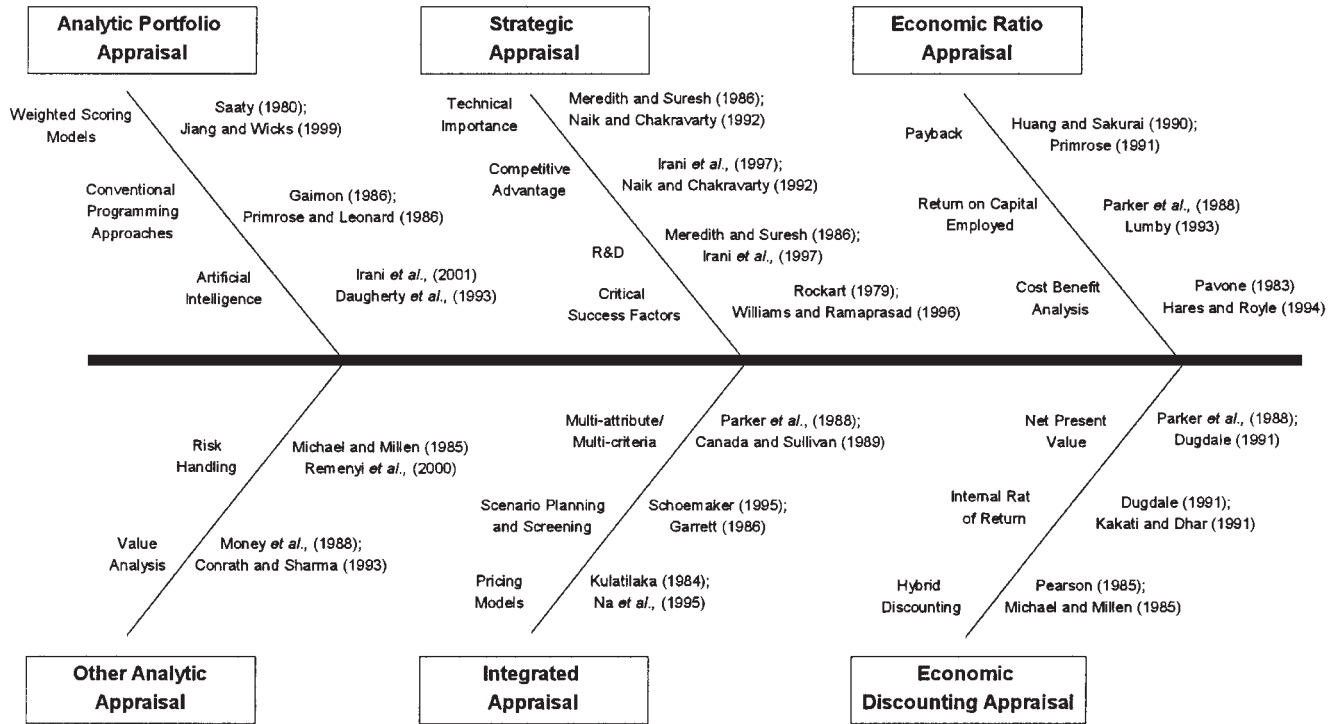 Analytic Portfolio
Appraisal
Strategic
Appraisal
Economic Ratio
Appraisal
Weighted Scoring
Models
Saaty (1980);
Jiang and Wicks (1999)
Conventional
Programming
Approaches
Gaimon (1986);
Primrose and Leonard (1986)
Artificial
Intelligence
Irani et al., (2001)
Daugherty et al., (1993)
Technical
Importance
Meredith and Suresh (1986);
Naik and Chakravarty (1992)
Competitive
Advantage
Irani et al., (1997);
Naik and Chakravarty (1992)
R&D
Meredith and Suresh (1986);
Irani et al., (1997)
Critical
Success Factors
Rockart (1979);
Williams and Ramaprasad (1996)
Payback
Huang and Sakurai (1990);
Primrose (1991)
Return on Capital
Employed
Parker et al., (1988)
Lumby (1993)
Cost Benefit
Analysis
Pavone (1983)
Hares and Royle (1994)
Risk
Handling
Michael and Millen (1985)
Remenyi et al., (2000)
Value
Analysis
Money et al., (1988);
Conrath and Sharma (1993)
Multi-attribute/
Multi-criteria
Parker et al., (1988);
Canada and Sullivan (1989)
Scenario Planning
and Screening
Schoemaker (1995);
Garrett (1986)
Pricing
Models
Kulatilaka (1984);
Na et al., (1995)
Net Present
Value
Parker et al., (1988);
Dugdale (1991)
Internal Rat
of Return
Dugdale (1991);
Kakati and Dhar (1991)
Hybrid
Discounting
Pearson (1985);
Michael and Millen (1985)
Other Analytic
Appraisal
Integrated
Appraisal
Economic
Discounting Appraisal